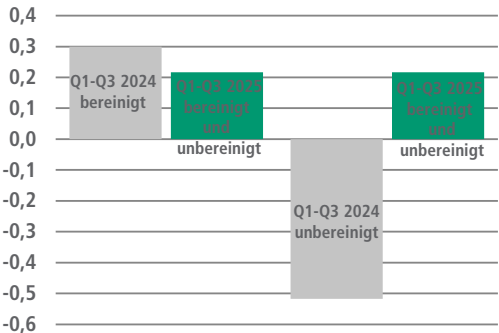 0,4
0,3
0,2
0,1
0,0
-0,1
-0,2
-0,3
-0,4
-0,5
-0,6
Q1-Q3 2024
bereinigt
Q1-Q3 2025
bereinigt
und
unbereinigt
Q1-Q3 2024
unbereinigt
Q1-Q3 2025
bereinigt
und
unbereinigt